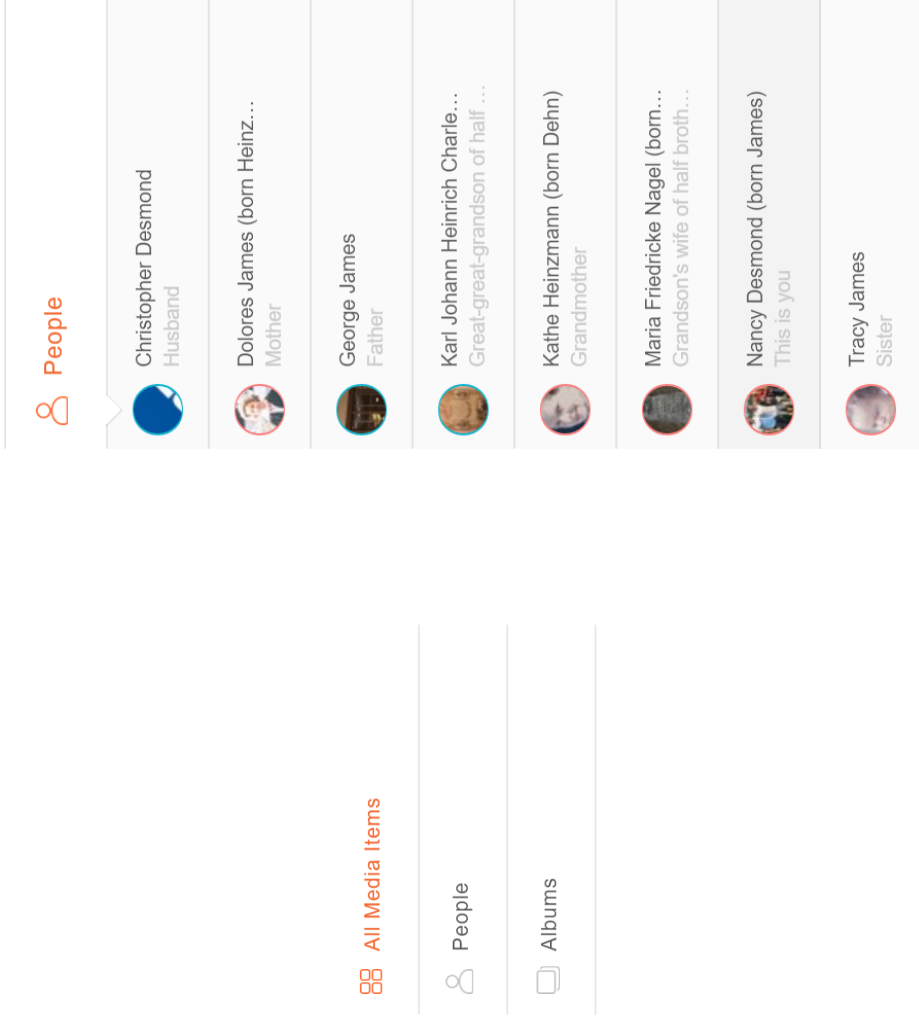 All Media Items
People
Albums
People
Christopher Desmond
Husband
Dolores James (born Heinz...
Mother
George James
Father
Karl Johann Heinrich Charle...
Great-great-grandson of half ...
Kathe Heinzmann (born Dehn)
Grandmother
Maria Friedricke Nagel (born...
Grandson's wife of half broth...
Nancy Desmond (born James)
This is you
Tracy James
Sister